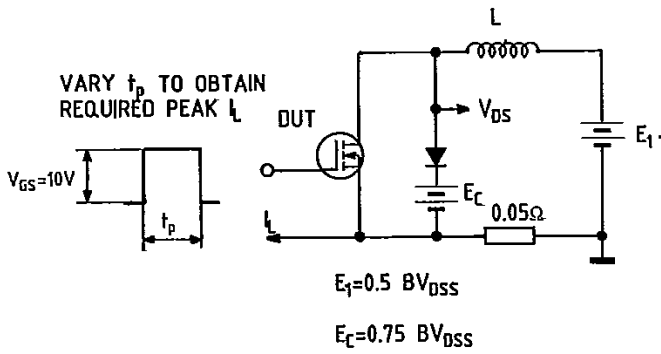 L
VARY tp TO OBTAIN
REQUIRED PEAK IL
DUT
VDS
E1
VGS=10V
EC
0.05Ω
tp
IL
E1=0.5 BVDSS
EC=0.75 BVDSS